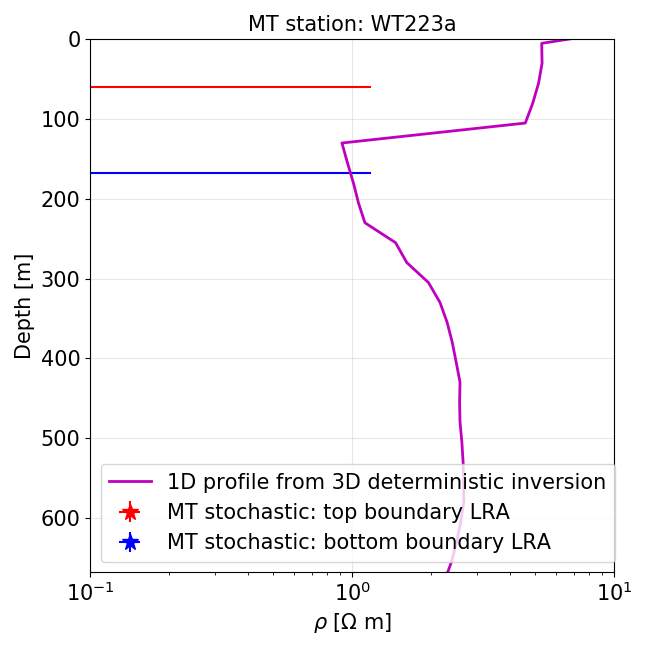 MT station: WT223a
0
100
200
300
400
500
600
Depth [m]
1D profile from 3D deterministic inversion
MT stochastic: top boundary LRA
MT stochastic: bottom boundary LRA
10⁻¹
10⁰
10¹
ρ [Ω m]